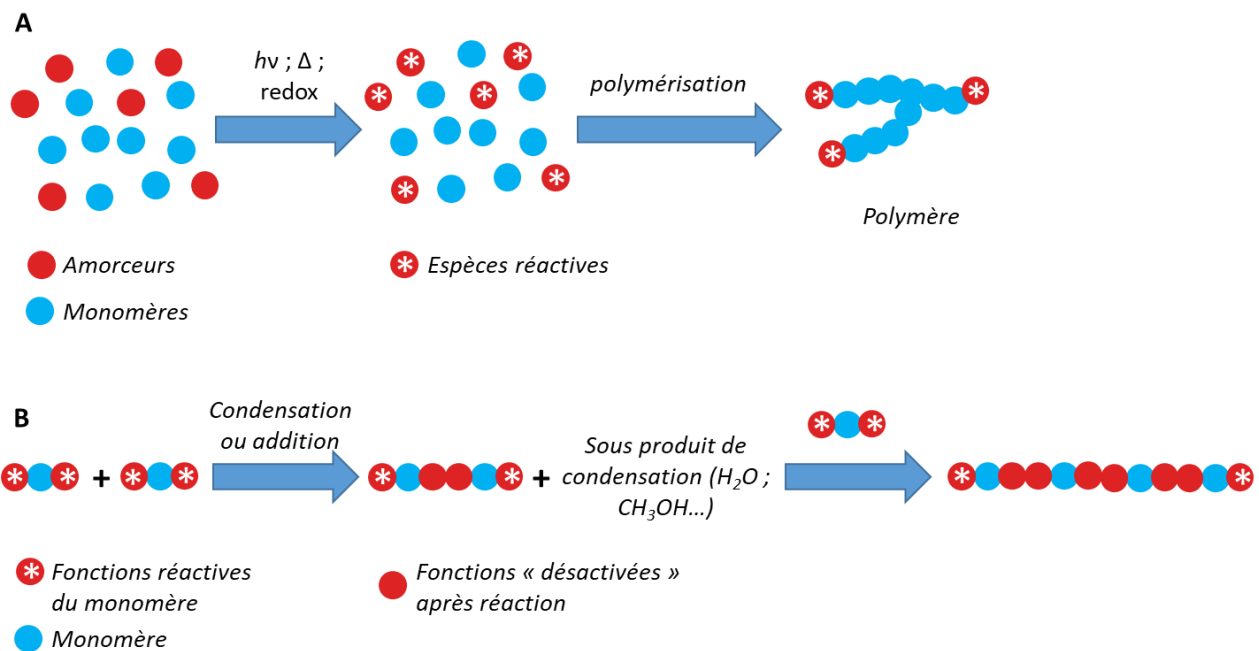 A
hν ; Δ ;
redox
polymérisation
Polymère
Amorceurs
Espèces réactives
Monomères
B
Condensation
ou addition
Sous produit de
condensation (H₂O ;
CH₃OH...)
+
+
Fonctions réactives
du monomère
Fonctions « désactivées »
après réaction
Monomère